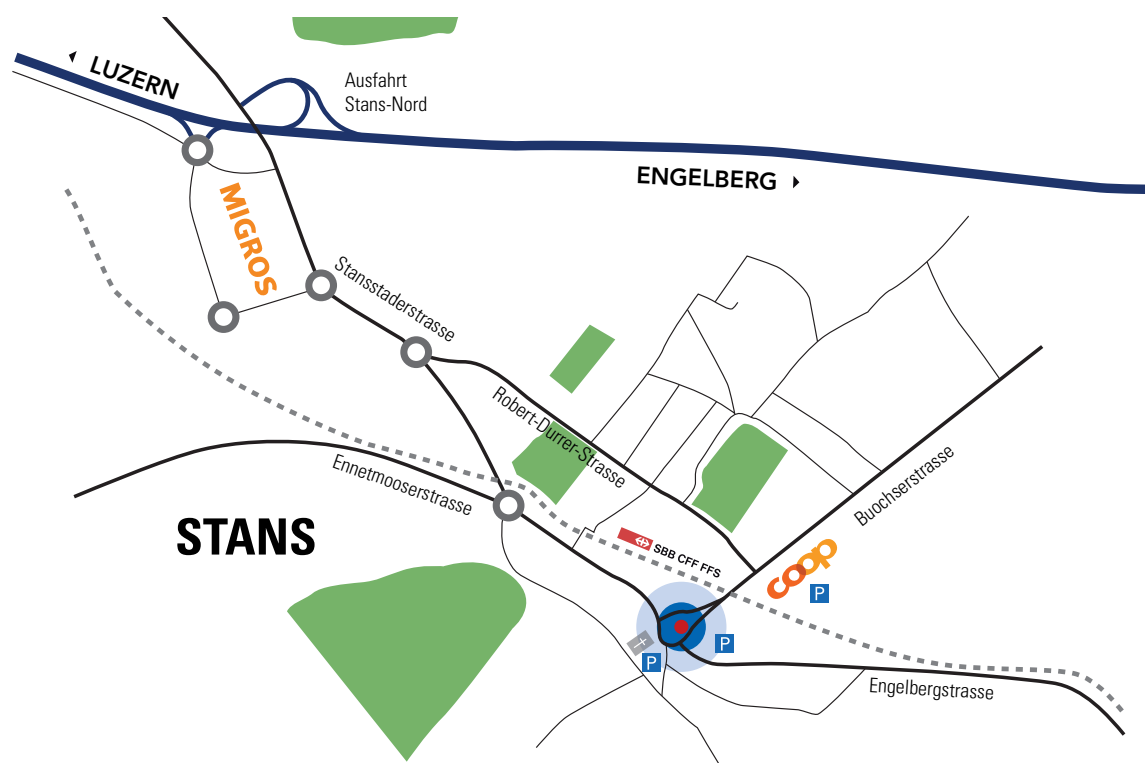 LUZERN
Ausfahrt
Stans-Nord
ENGELBERG
MIGROS
Stansstaderstrasse
Robert-Durrer-Strasse
Ennetmooserstrasse
Buochserstrasse
STANS
SBB CFF FFS
coop
P
P
P
Engelbergstrasse